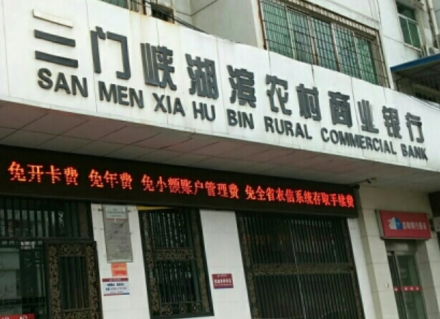 三门峡湖滨农村商业银行
SAN MEN XIA HU BIN RURAL COMMERCIAL BANK
免开卡费 免年费 免小额账户管理费 免全省农信系统存取手续费